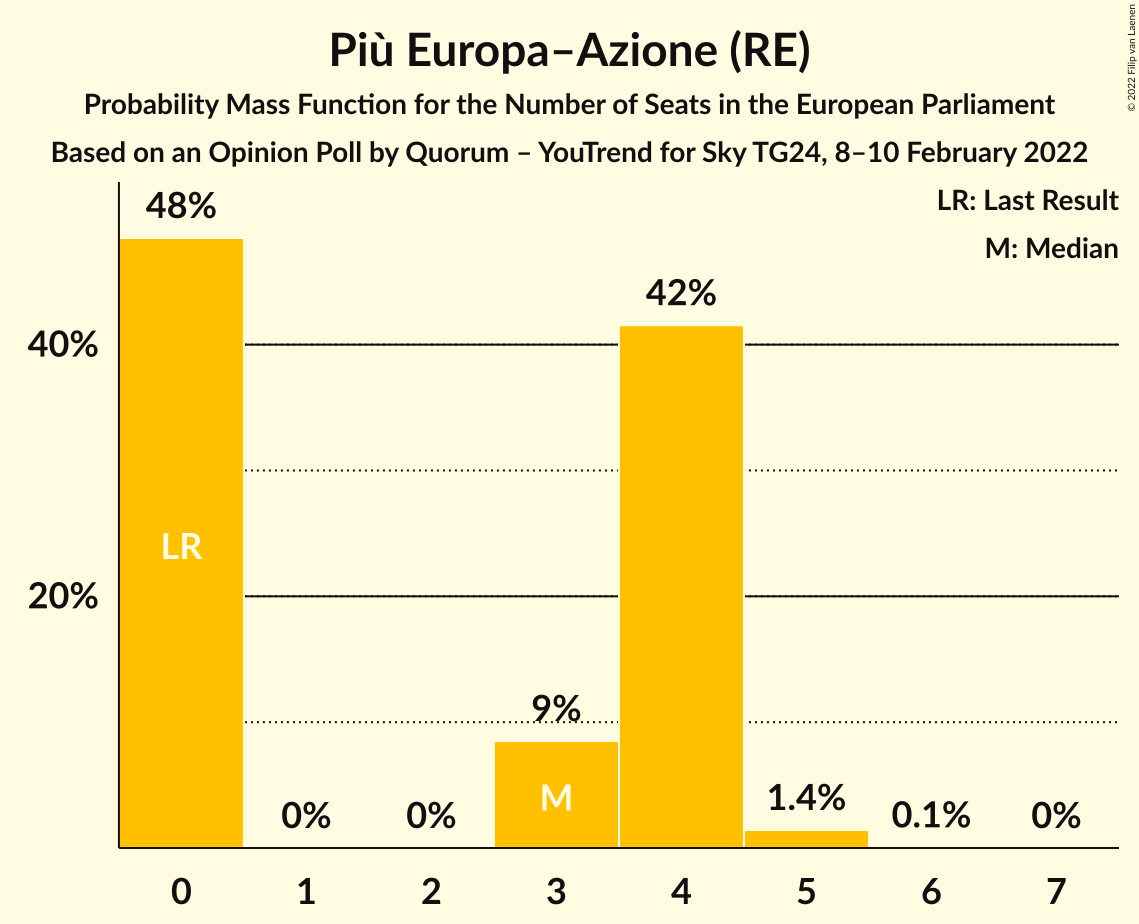 Più Europa–Azione (RE)
Probability Mass Function for the Number of Seats in the European Parliament
Based on an Opinion Poll by Quorum – YouTrend for Sky TG24, 8–10 February 2022
© 2022 Filip van Laenen
LR: Last Result
M: Median
48%
42%
40%
LR
20%
9%
M
1.4%
0%
0%
0.1%
0%
0 1 2 3 4 5 6 7